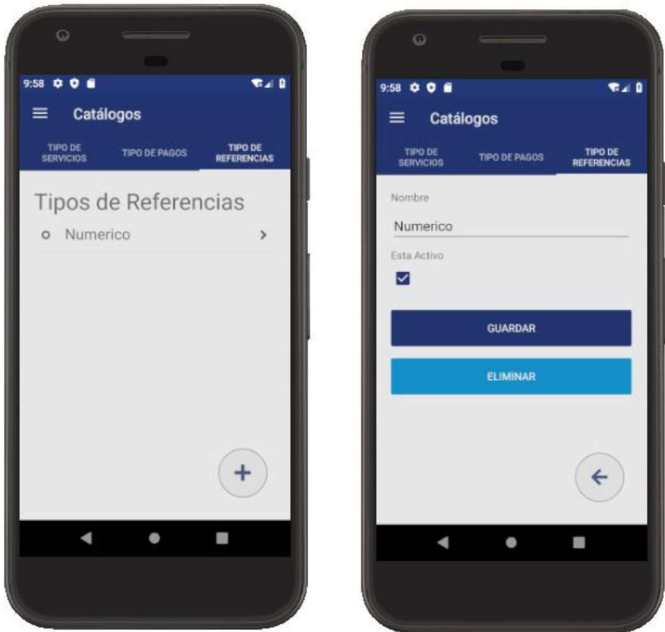 9:58
Catálogos
TIPO DE
SERVICIOS
TIPO DE PAGOS
TIPO DE
REFERENCIAS
Tipos de Referencias
Numerico
9:58
Catálogos
TIPO DE
SERVICIOS
TIPO DE PAGOS
TIPO DE
REFERENCIAS
Nombre
Numerico
Esta Activo
GUARDAR
ELIMINAR